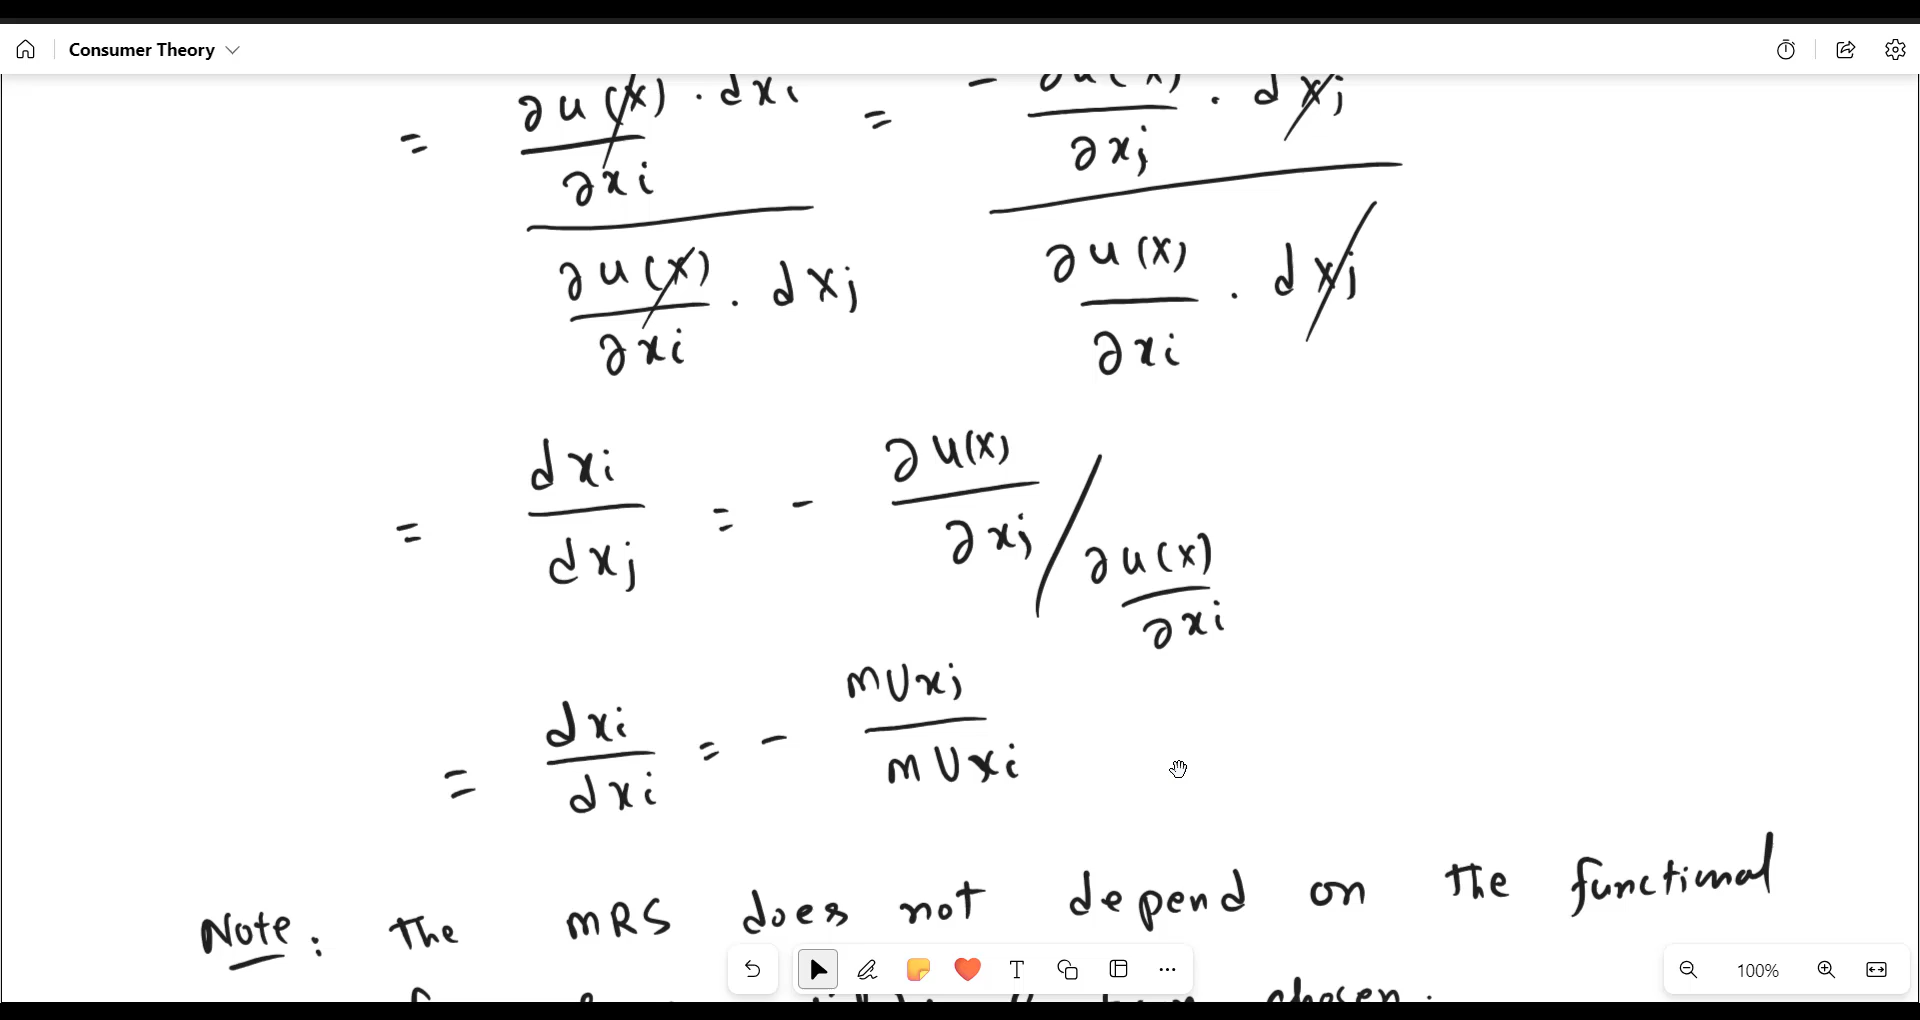 Consumer Theory
= ∂u(x)/∂xi · dxi / ∂u(x)/∂xi · dxj = - ∂u(x)/∂xj · dxj / ∂u(x)/∂xi · dxj
= dxi/dxj = - ∂u(x)/∂xj / ∂u(x)/∂xi
= dxi/dxi = - MUxj/MUxi
Note: The MRS does not depend on the functional
chosen.
100%